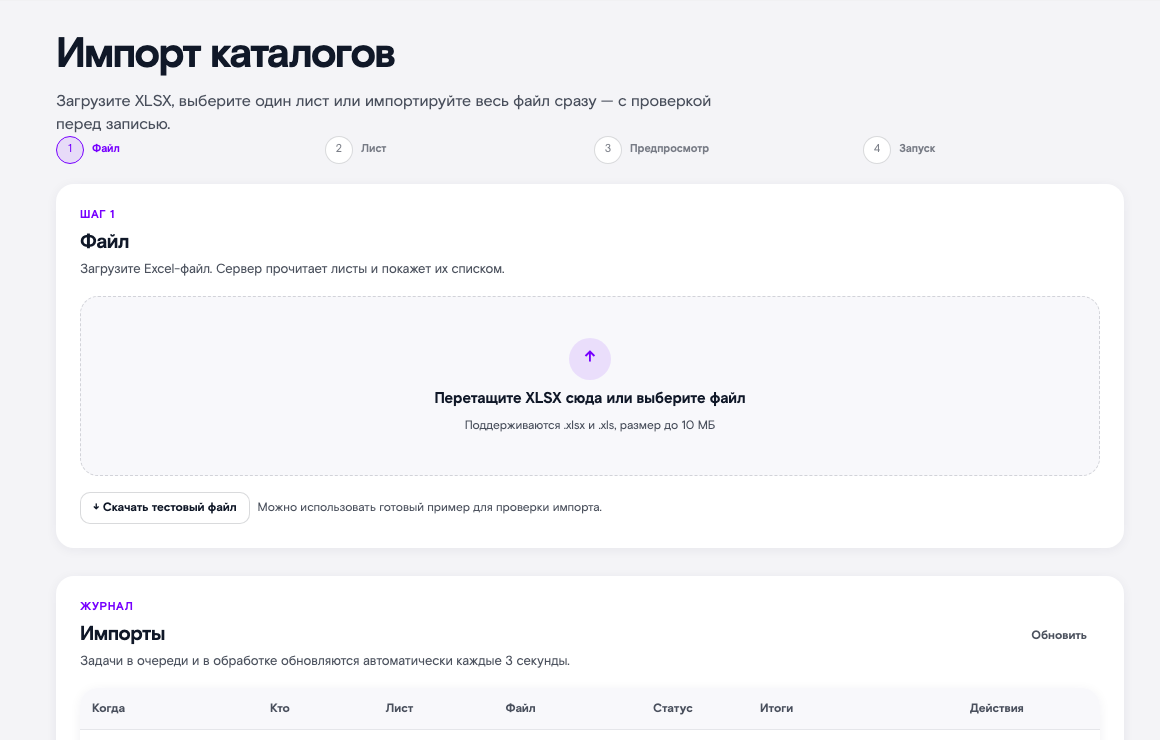 Импорт каталогов
Загрузите XLSX, выберите один лист или импортируйте весь файл сразу — с проверкой
перед записью.
1 Файл 2 Лист 3 Предпросмотр 4 Запуск
ШАГ 1
Файл
Загрузите Excel-файл. Сервер прочитает листы и покажет их списком.
Перетащите XLSX сюда или выберите файл
Поддерживаются .xlsx и .xls, размер до 10 МБ
↓ Скачать тестовый файл Можно использовать готовый пример для проверки импорта.
ЖУРНАЛ
Импорты
Обновить
Задачи в очереди и в обработке обновляются автоматически каждые 3 секунды.
Когда Кто Лист Файл Статус Итоги Действия